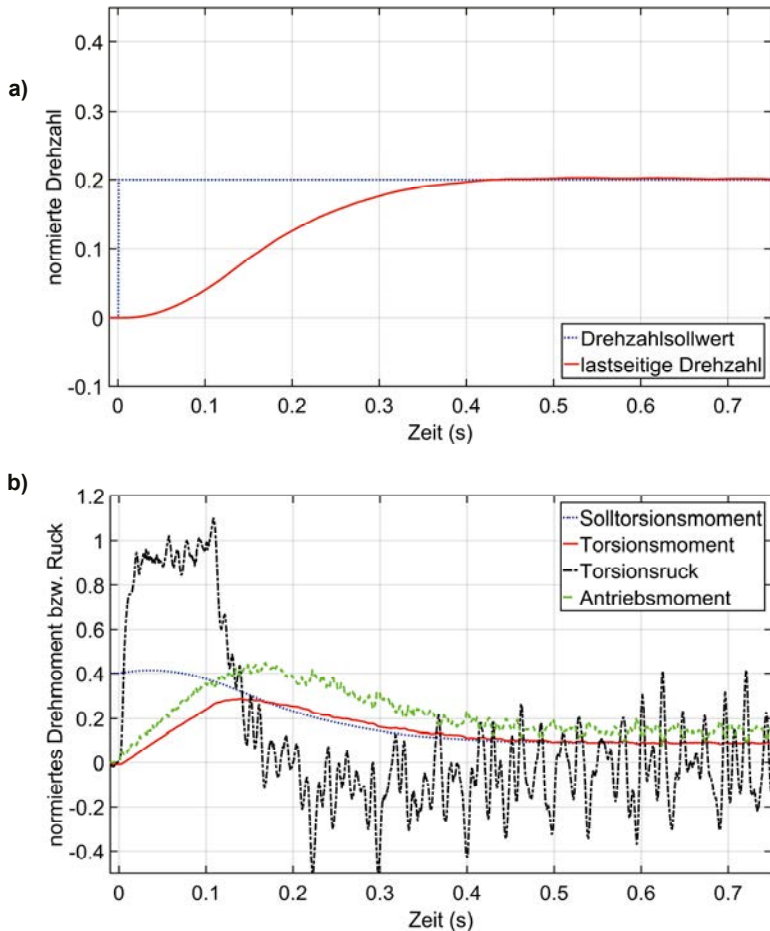 a)
normierte Drehzahl
0.4
0.3
0.2
0.1
0
-0.1
0 0.1 0.2 0.3 0.4 0.5 0.6 0.7
Zeit (s)
Drehzahlsollwert
lastseitige Drehzahl
b)
normiertes Drehmoment bzw. Ruck
1.2
1
0.8
0.6
0.4
0.2
0
-0.2
-0.4
0 0.1 0.2 0.3 0.4 0.5 0.6 0.7
Zeit (s)
Solltorsionsmoment
Torsionsmoment
Torsionsruck
Antriebsmoment